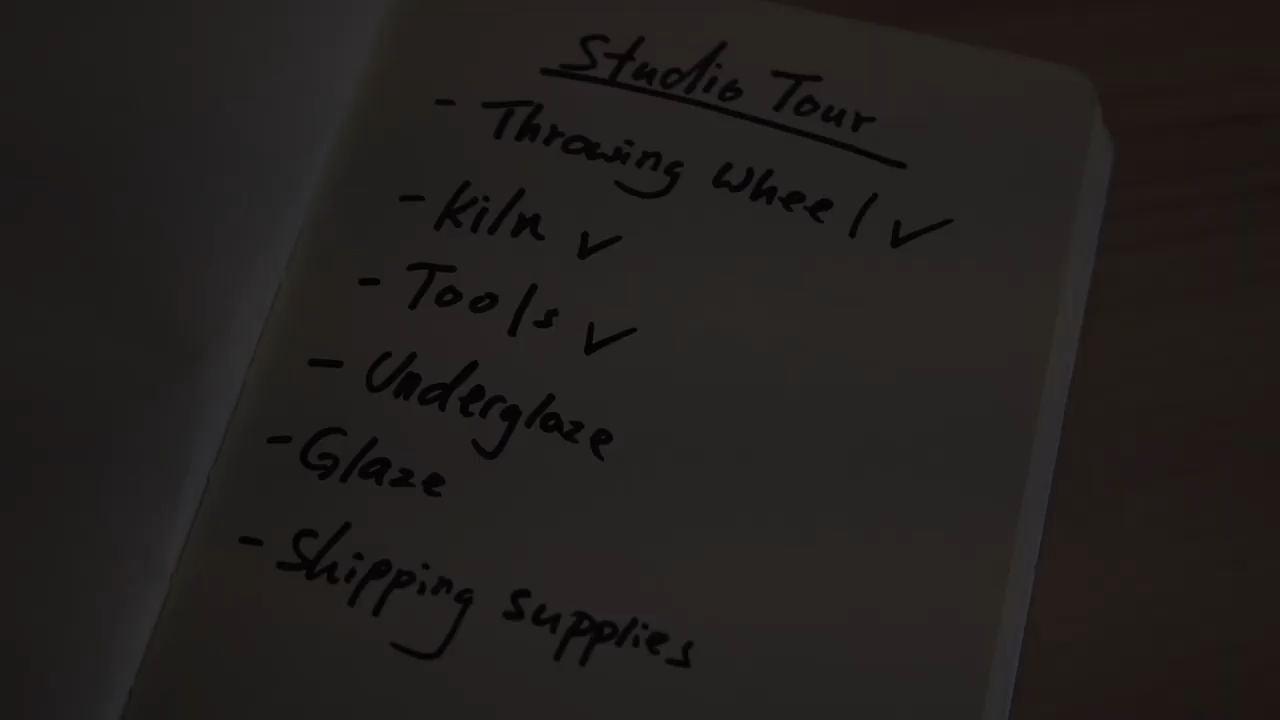 Studio Tour
- Throwing wheel ✓
- Kiln ✓
- Tools ✓
- Underglaze
- Glaze
- Shipping supplies